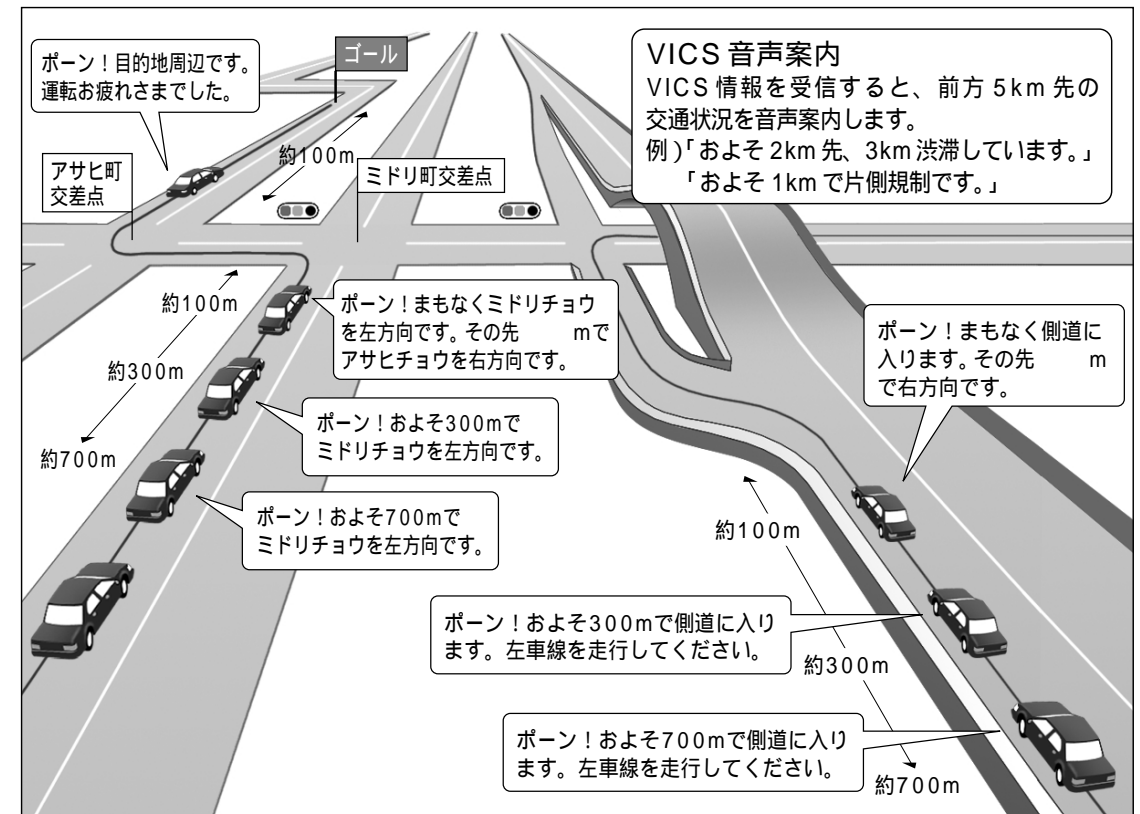 ポーン！目的地周辺です。
運転お疲れさまでした。
ゴール
VICS 音声案内
VICS 情報を受信すると、前方 5km 先の
交通状況を音声案内します。
例)｢およそ 2km 先、3km 渋滞しています。｣
｢およそ 1km で片側規制です。｣
約100m
アサヒ町
交差点
ミドリ町交差点
約100m
ポーン！まもなくミドリチョウ
を左方向です。その先　　mで
アサヒチョウを右方向です。
ポーン！まもなく側道に
入ります。その先　　m
で右方向です。
約300m
ポーン！およそ300mで
ミドリチョウを左方向です。
約700m
ポーン！およそ700mで
ミドリチョウを左方向です。
約100m
ポーン！およそ300mで側道に入り
ます。左車線を走行してください。
約300m
ポーン！およそ700mで側道に入り
ます。左車線を走行してください。
約700m